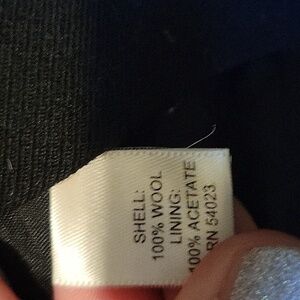 SHELL:
100% WOOL
LINING:
100% ACETATE
RN 54023